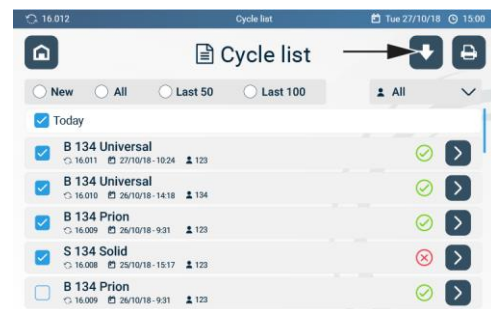 16.012 Cycle list Tue 27/10/18 15:00
Cycle list
New All Last 50 Last 100 All
Today
B 134 Universal
16.011 27/10/18-10:24 123
B 134 Universal
16.010 26/10/18-14:18 134
B 134 Prion
16.009 26/10/18-9:31 123
S 134 Solid
16.008 25/10/18-15:17 123
B 134 Prion
16.009 26/10/18-9:31 123